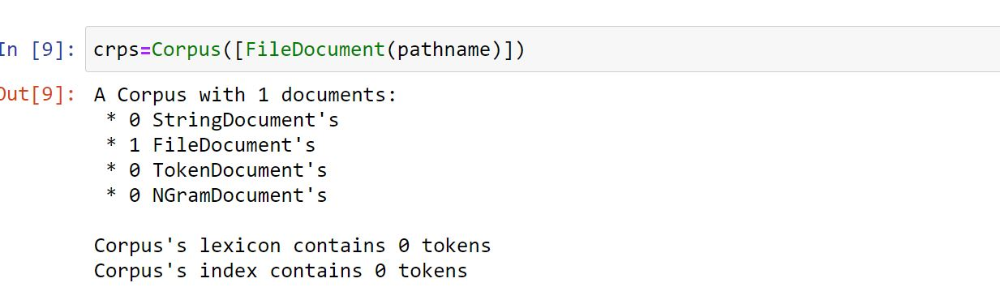 In [9]: crps=Corpus([FileDocument(pathname)])
Out[9]: A Corpus with 1 documents:
* 0 StringDocument's
* 1 FileDocument's
* 0 TokenDocument's
* 0 NGramDocument's
Corpus's lexicon contains 0 tokens
Corpus's index contains 0 tokens